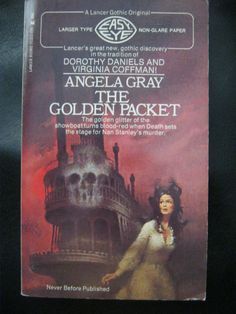 A Lancer Gothic Original
LARGER TYPE
EASY EYE
NON-GLARE PAPER
Lancer's great new, gothic discovery
in the tradition of
DOROTHY DANIELS AND
VIRGINIA COFFMAN!
ANGELA GRAY
THE
GOLDEN PACKET
The golden glitter of the
showboat turns blood-red when Death sets
the stage for Nan Stanley's murder.
Never Before Published